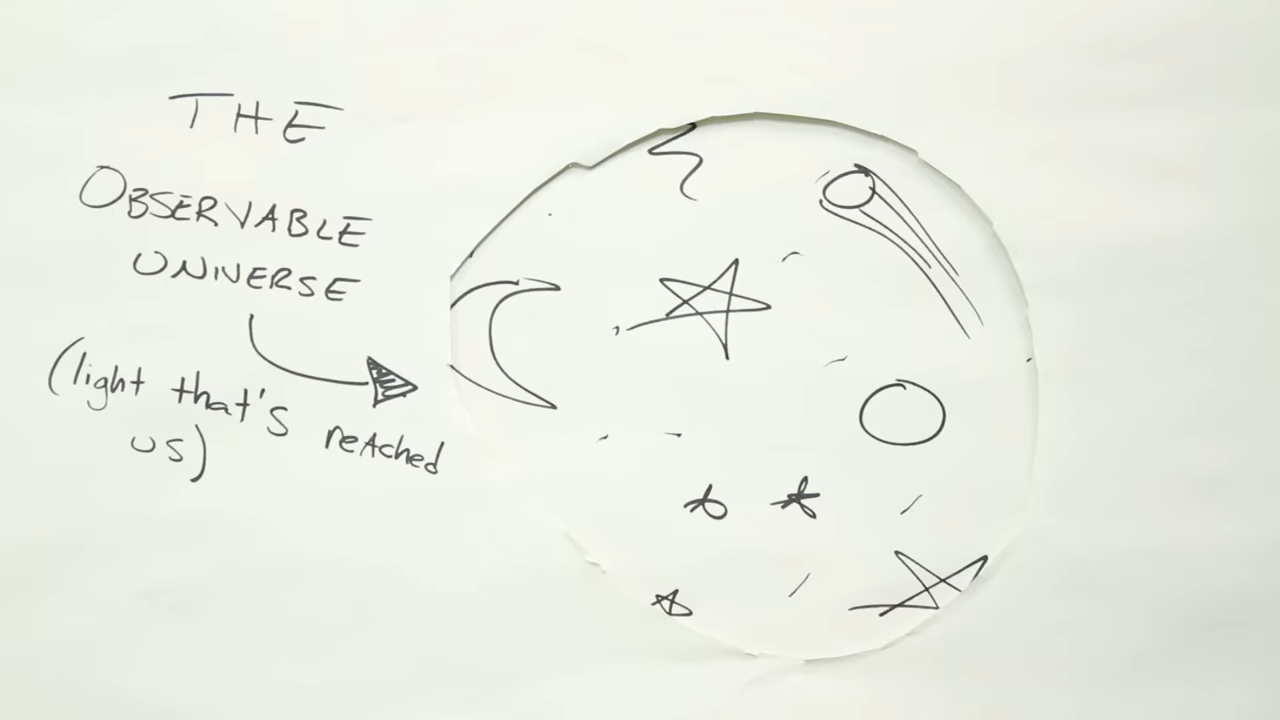 THE
OBSERVABLE
UNIVERSE
(light that's reached
us)